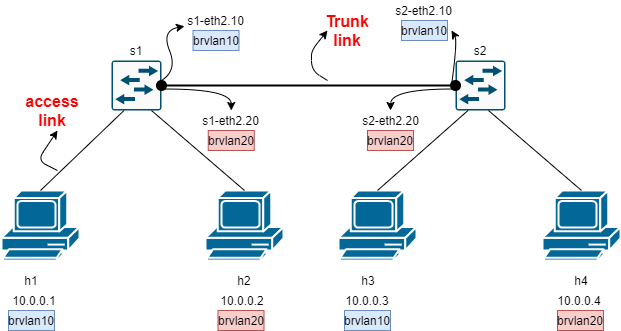 s1-eth2.10
brvlan10
s2-eth2.10
brvlan10
Trunk
link
s1
s2
access
link
s1-eth2.20
brvlan20
s2-eth2.20
brvlan20
h1
10.0.0.1
brvlan10
h2
10.0.0.2
brvlan20
h3
10.0.0.3
brvlan10
h4
10.0.0.4
brvlan20